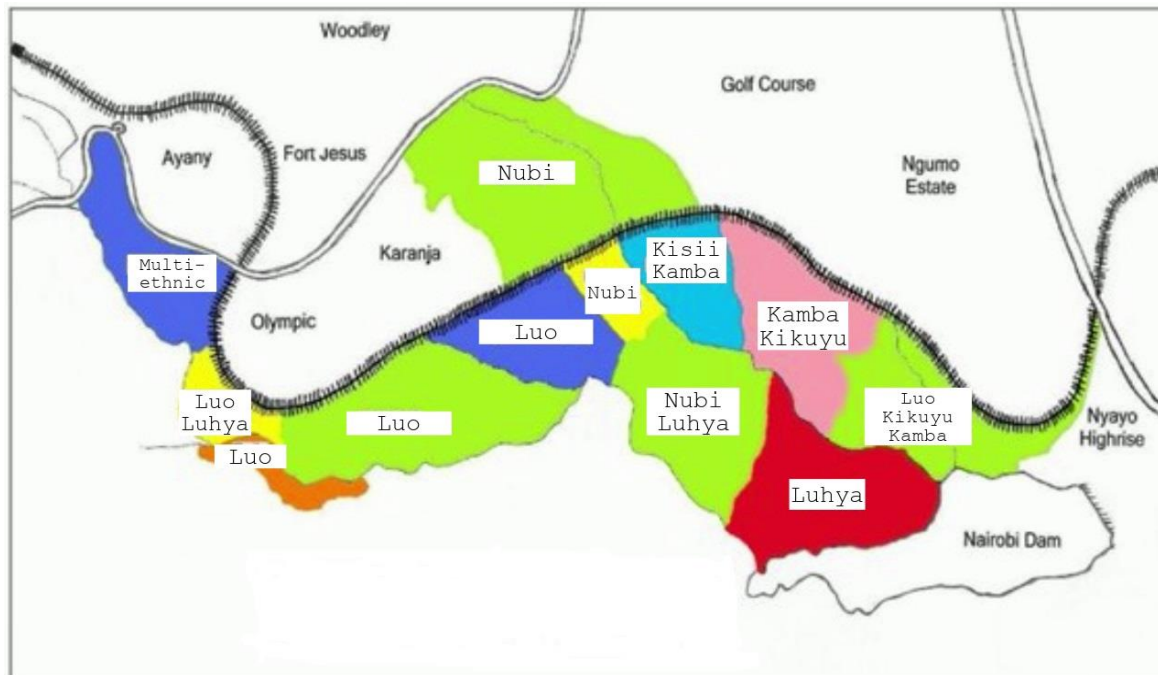 Woodley
Golf Course
Ayany
Fort Jesus
Nubi
Ngumo
Estate
Karanja
Kisii
Kamba
Multi-
ethnic
Nubi
Olympic
Luo
Kamba
Kikuyu
Luo
Luhya
Luo
Nubi
Luhya
Luo
Kikuyu
Kamba
Nyayo
Highrise
Luo
Luhya
Nairobi Dam